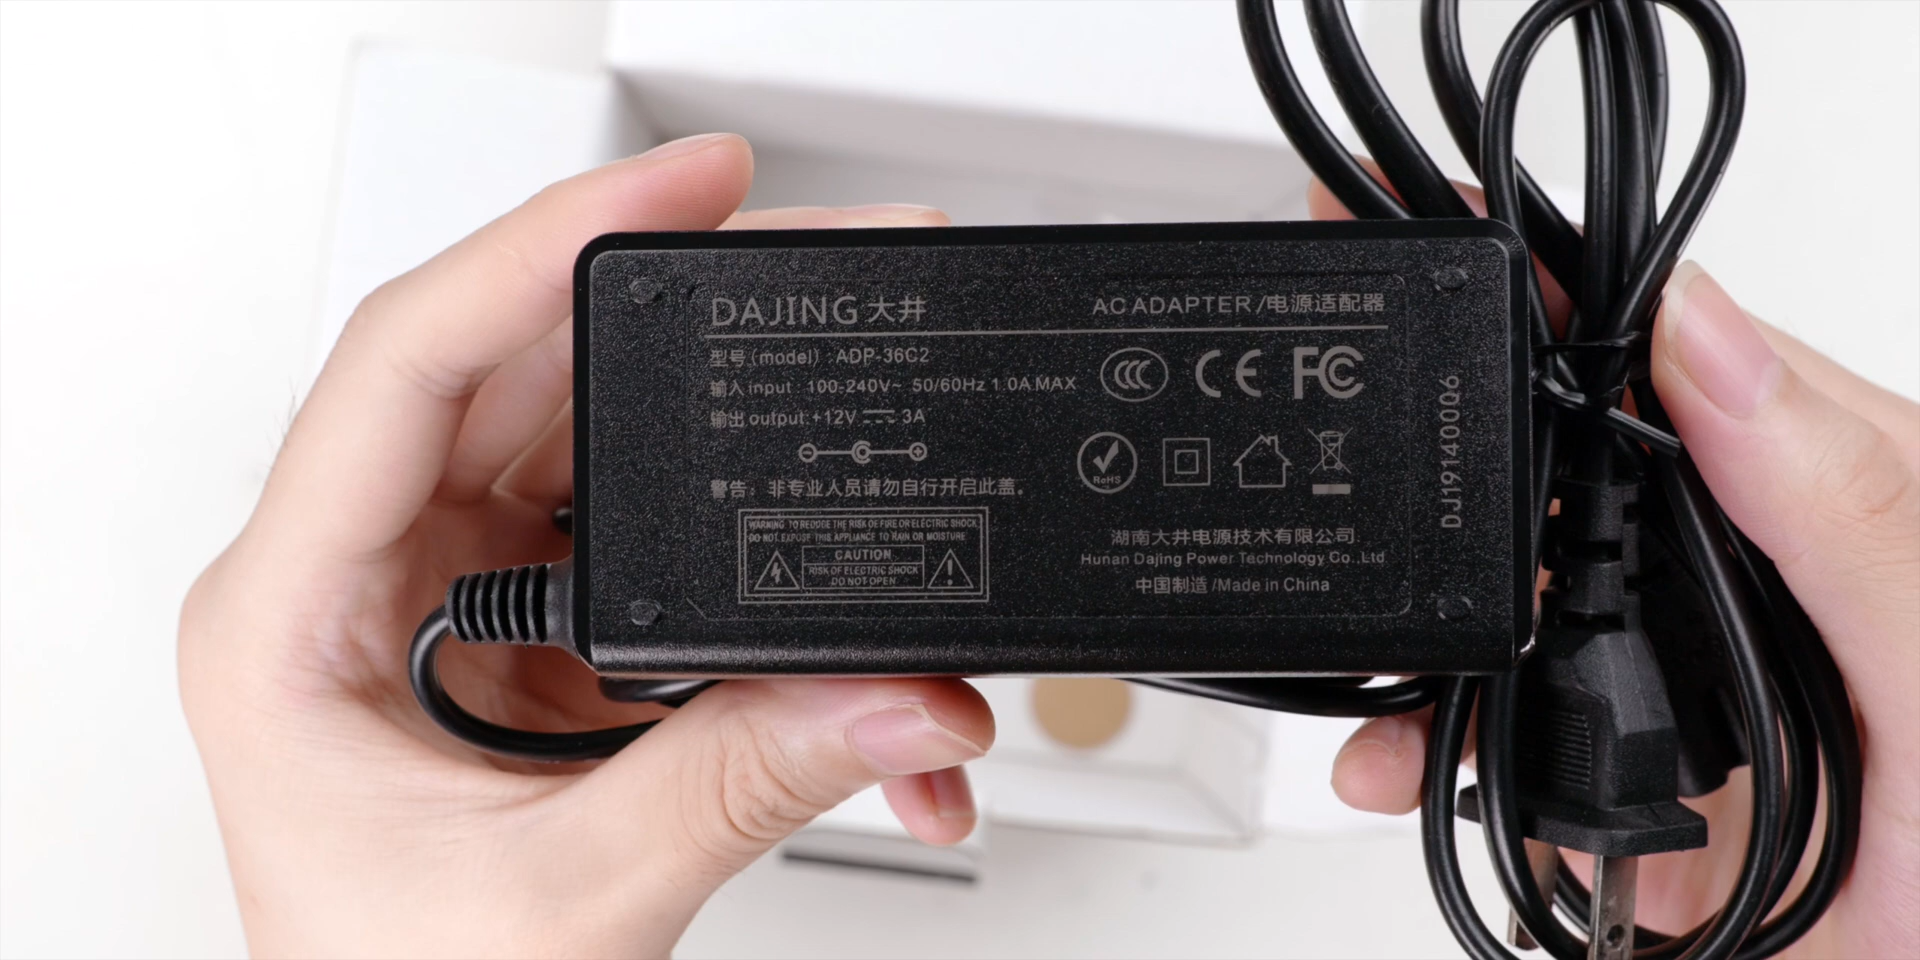 DAJING大井
AC ADAPTER/电源适配器
型号(model):ADP-36C2
输入input:100-240V~ 50/60Hz 1.0A MAX
输出output:+12V 3A
CCC CE FC
RoHS
警告：非专业人员请勿自行开启此盖。
WARNING TO REDUCE THE RISK OF FIRE OR ELECTRIC SHOCK
DO NOT EXPOSE THIS APPLIANCE TO RAIN OR MOISTURE
CAUTION
RISK OF ELECTRIC SHOCK
DO NOT OPEN
湖南大井电源技术有限公司
Hunan Dajing Power Technology Co.,Ltd
中国制造/Made in China
DJ191400Q6